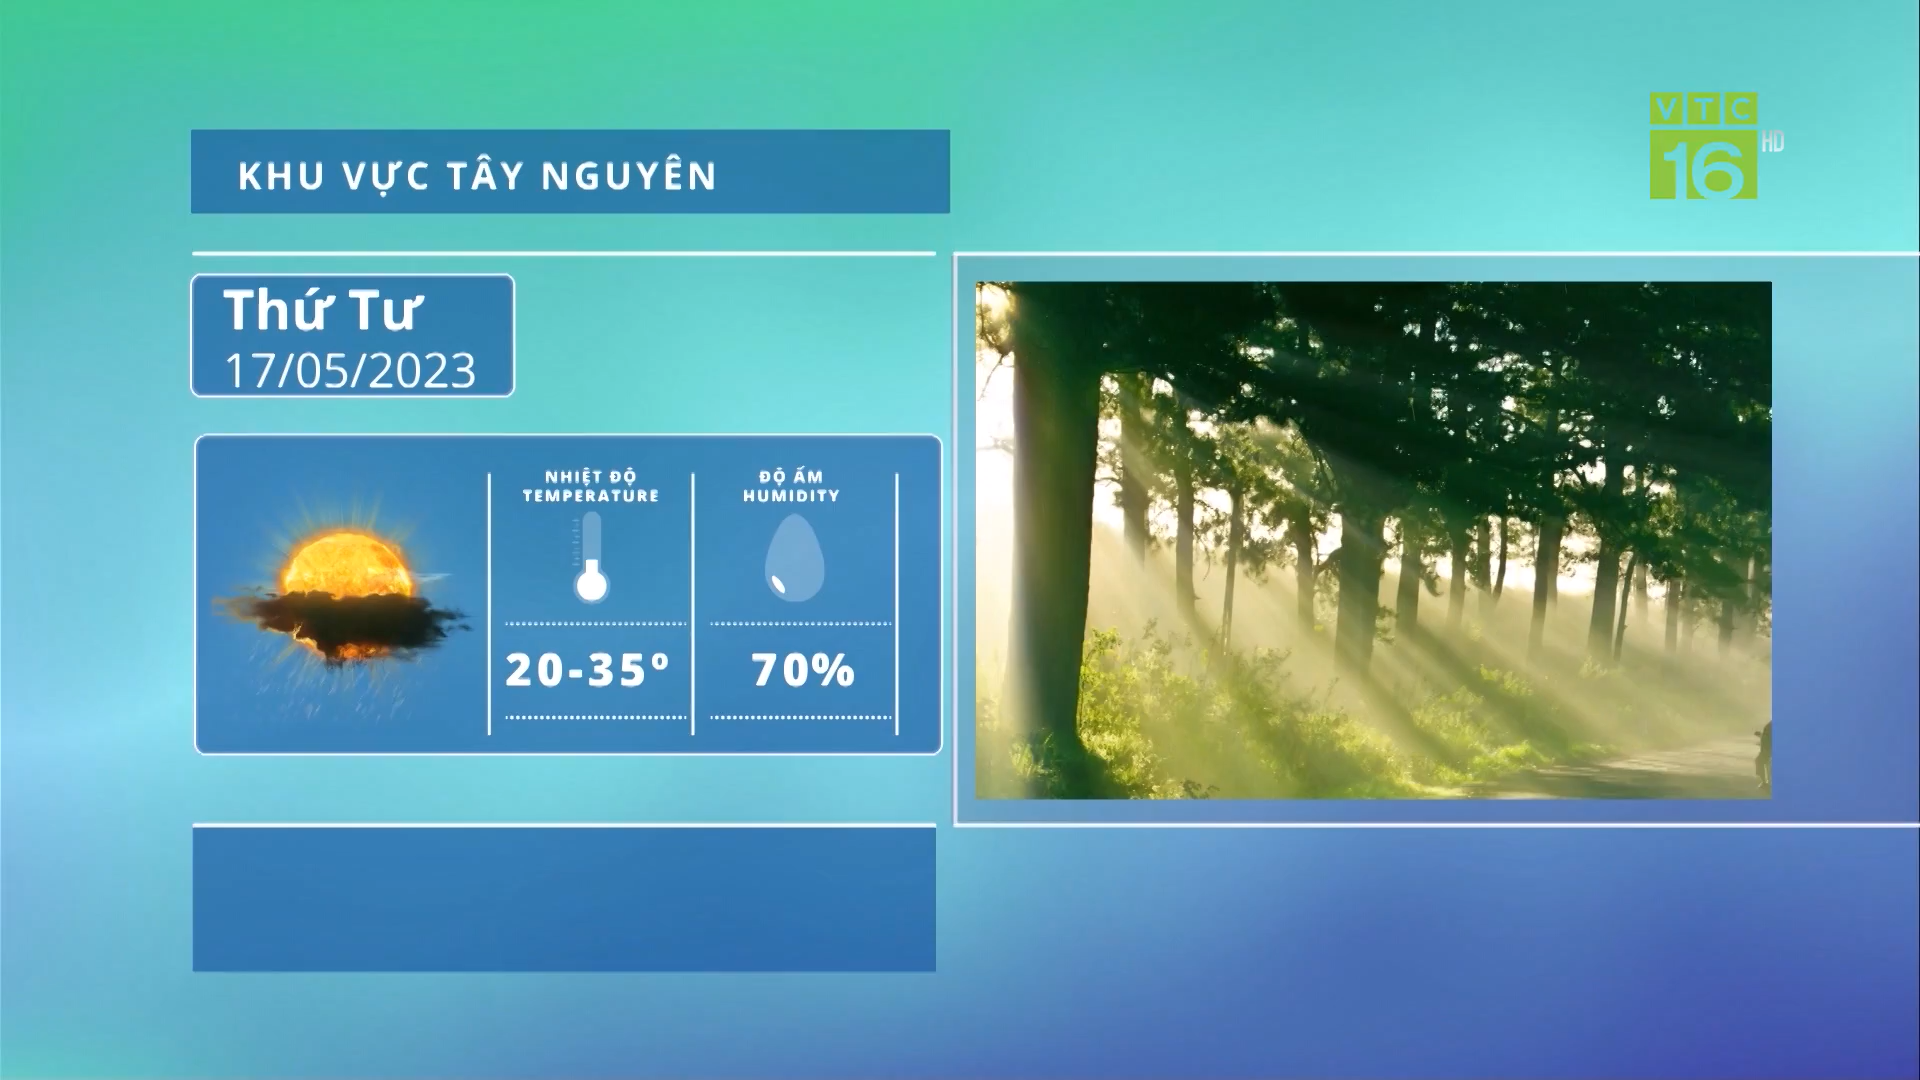 VTC
16 HD
KHU VỰC TÂY NGUYÊN
Thứ Tư
17/05/2023
NHIỆT ĐỘ
TEMPERATURE
20-35º
ĐỘ ẨM
HUMIDITY
70%